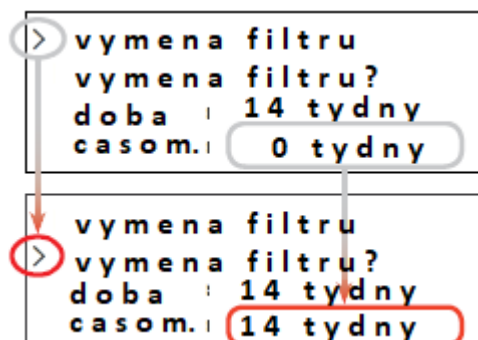 > vymena filtru
vymena filtru?
doba : 14 tydny
casom. : 0 tydny
vymena filtru
> vymena filtru?
doba : 14 tydny
casom. : 14 tydny